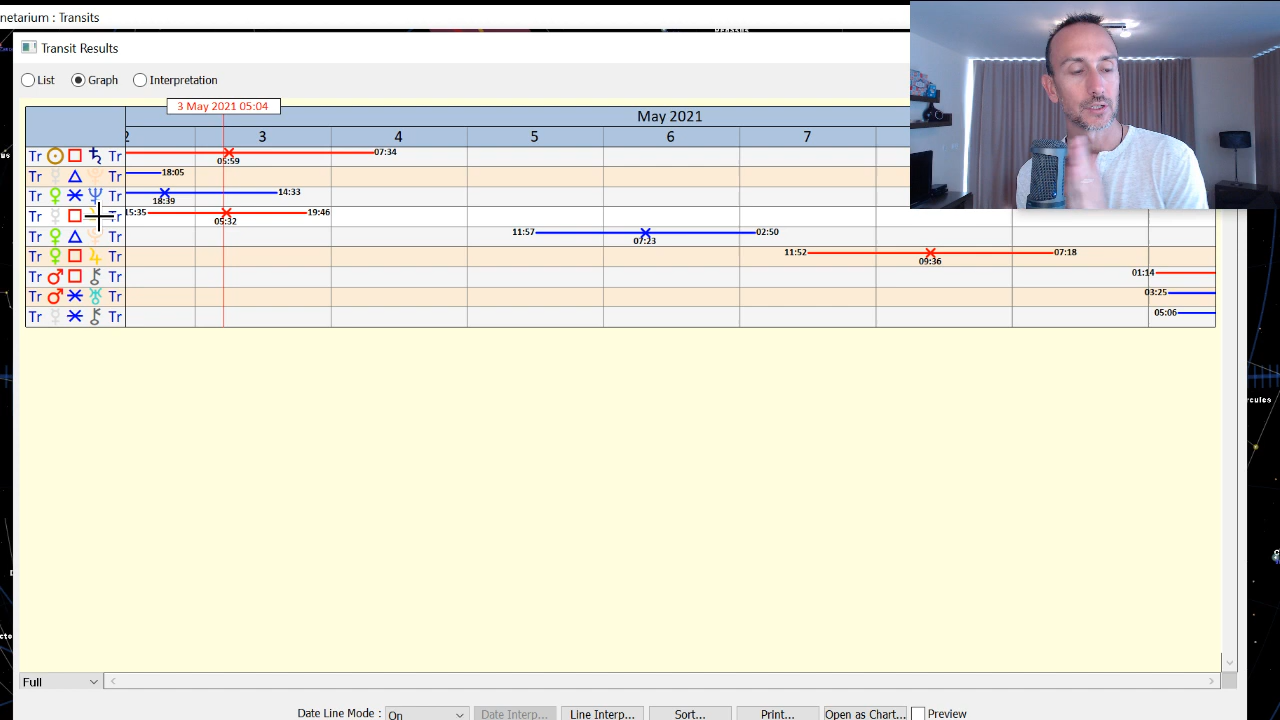 netarium : Transits
Transit Results
List Graph Interpretation
3 May 2021 05:04
May 2021
2 3 4 5 6 7
Tr ☉ □ ♄ Tr 05:59 07:34
Tr ☿ △ ♇ Tr 18:05
Tr ♀ ⚹ ♆ Tr 18:39 14:33
Tr ☿ □ Tr 15:35 05:32 19:46
Tr ♀ △ ♇ Tr 11:57 07:23 02:50
Tr ♀ □ ♃ Tr 11:52 09:36 07:18
Tr ♂ □ ⚷ Tr 01:14
Tr ♂ ⚹ ♅ Tr 03:25
Tr ☿ ⚹ ⚷ Tr 05:06
rcules
Full
Date Line Mode : On Date Interp... Line Interp... Sort... Print... Open as Chart... Preview